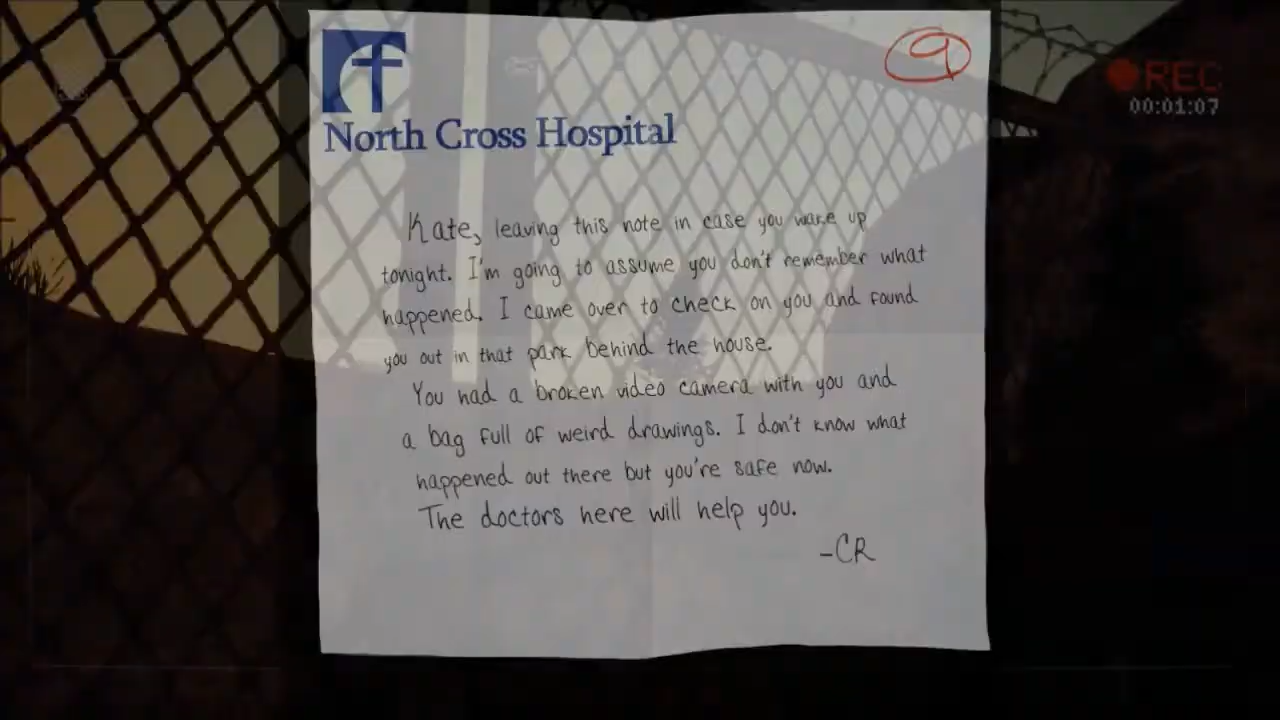 9
REC
00:01:07
North Cross Hospital
Kate, leaving this note in case you wake up
tonight. I'm going to assume you don't remember what
happened. I came over to check on you and found
you out in that park behind the house.
You had a broken video camera with you and
a bag full of weird drawings. I don't know what
happened out there but you're safe now.
The doctors here will help you.
-CR